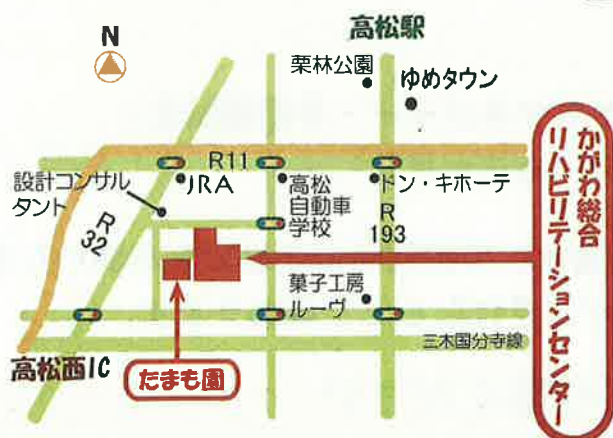 高松駅
N
栗林公園
ゆめタウン
R11
設計コンサル
タント
JRA
高松
自動車
学校
ドン・キホーテ
R
32
R
193
菓子工房
ルーヴ
三木国分寺線
高松西IC
たまも園
かがわ総合
リハビリテーションセンター